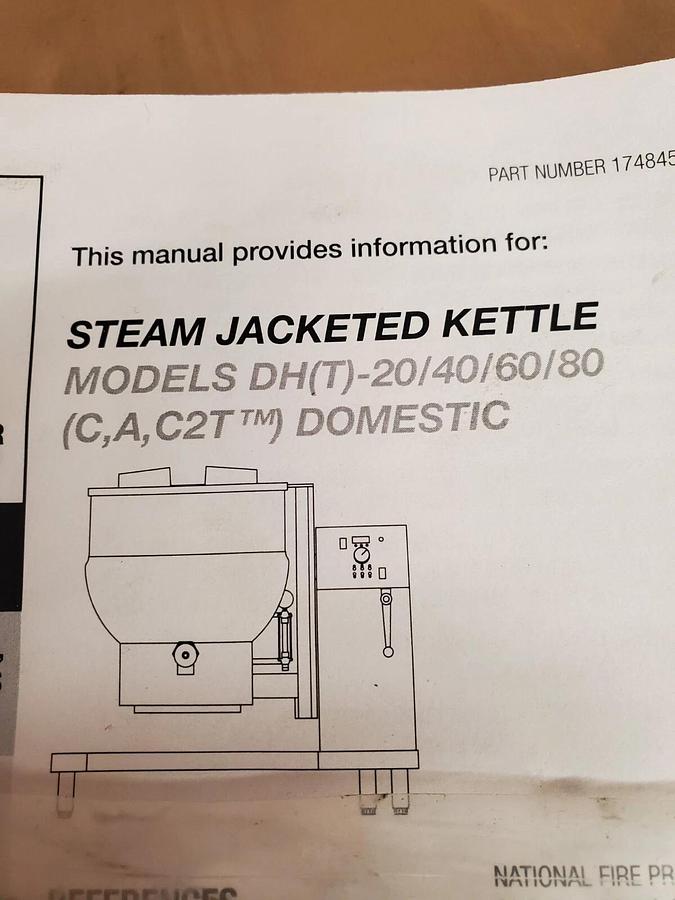 PART NUMBER 174845
This manual provides information for:
STEAM JACKETED KETTLE
MODELS DH(T)-20/40/60/80
(C,A,C2T™) DOMESTIC
R
NATIONAL FIRE PR
REFERENCES